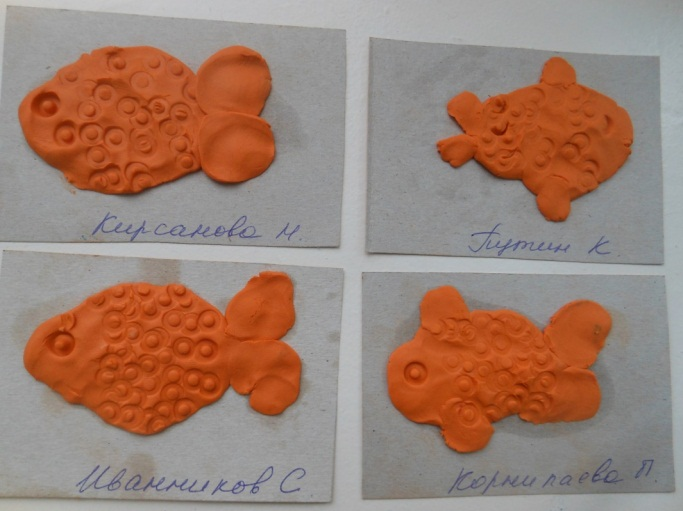 Кирсанова Н.
Путин К.
Иванников С
Корнилаева П.